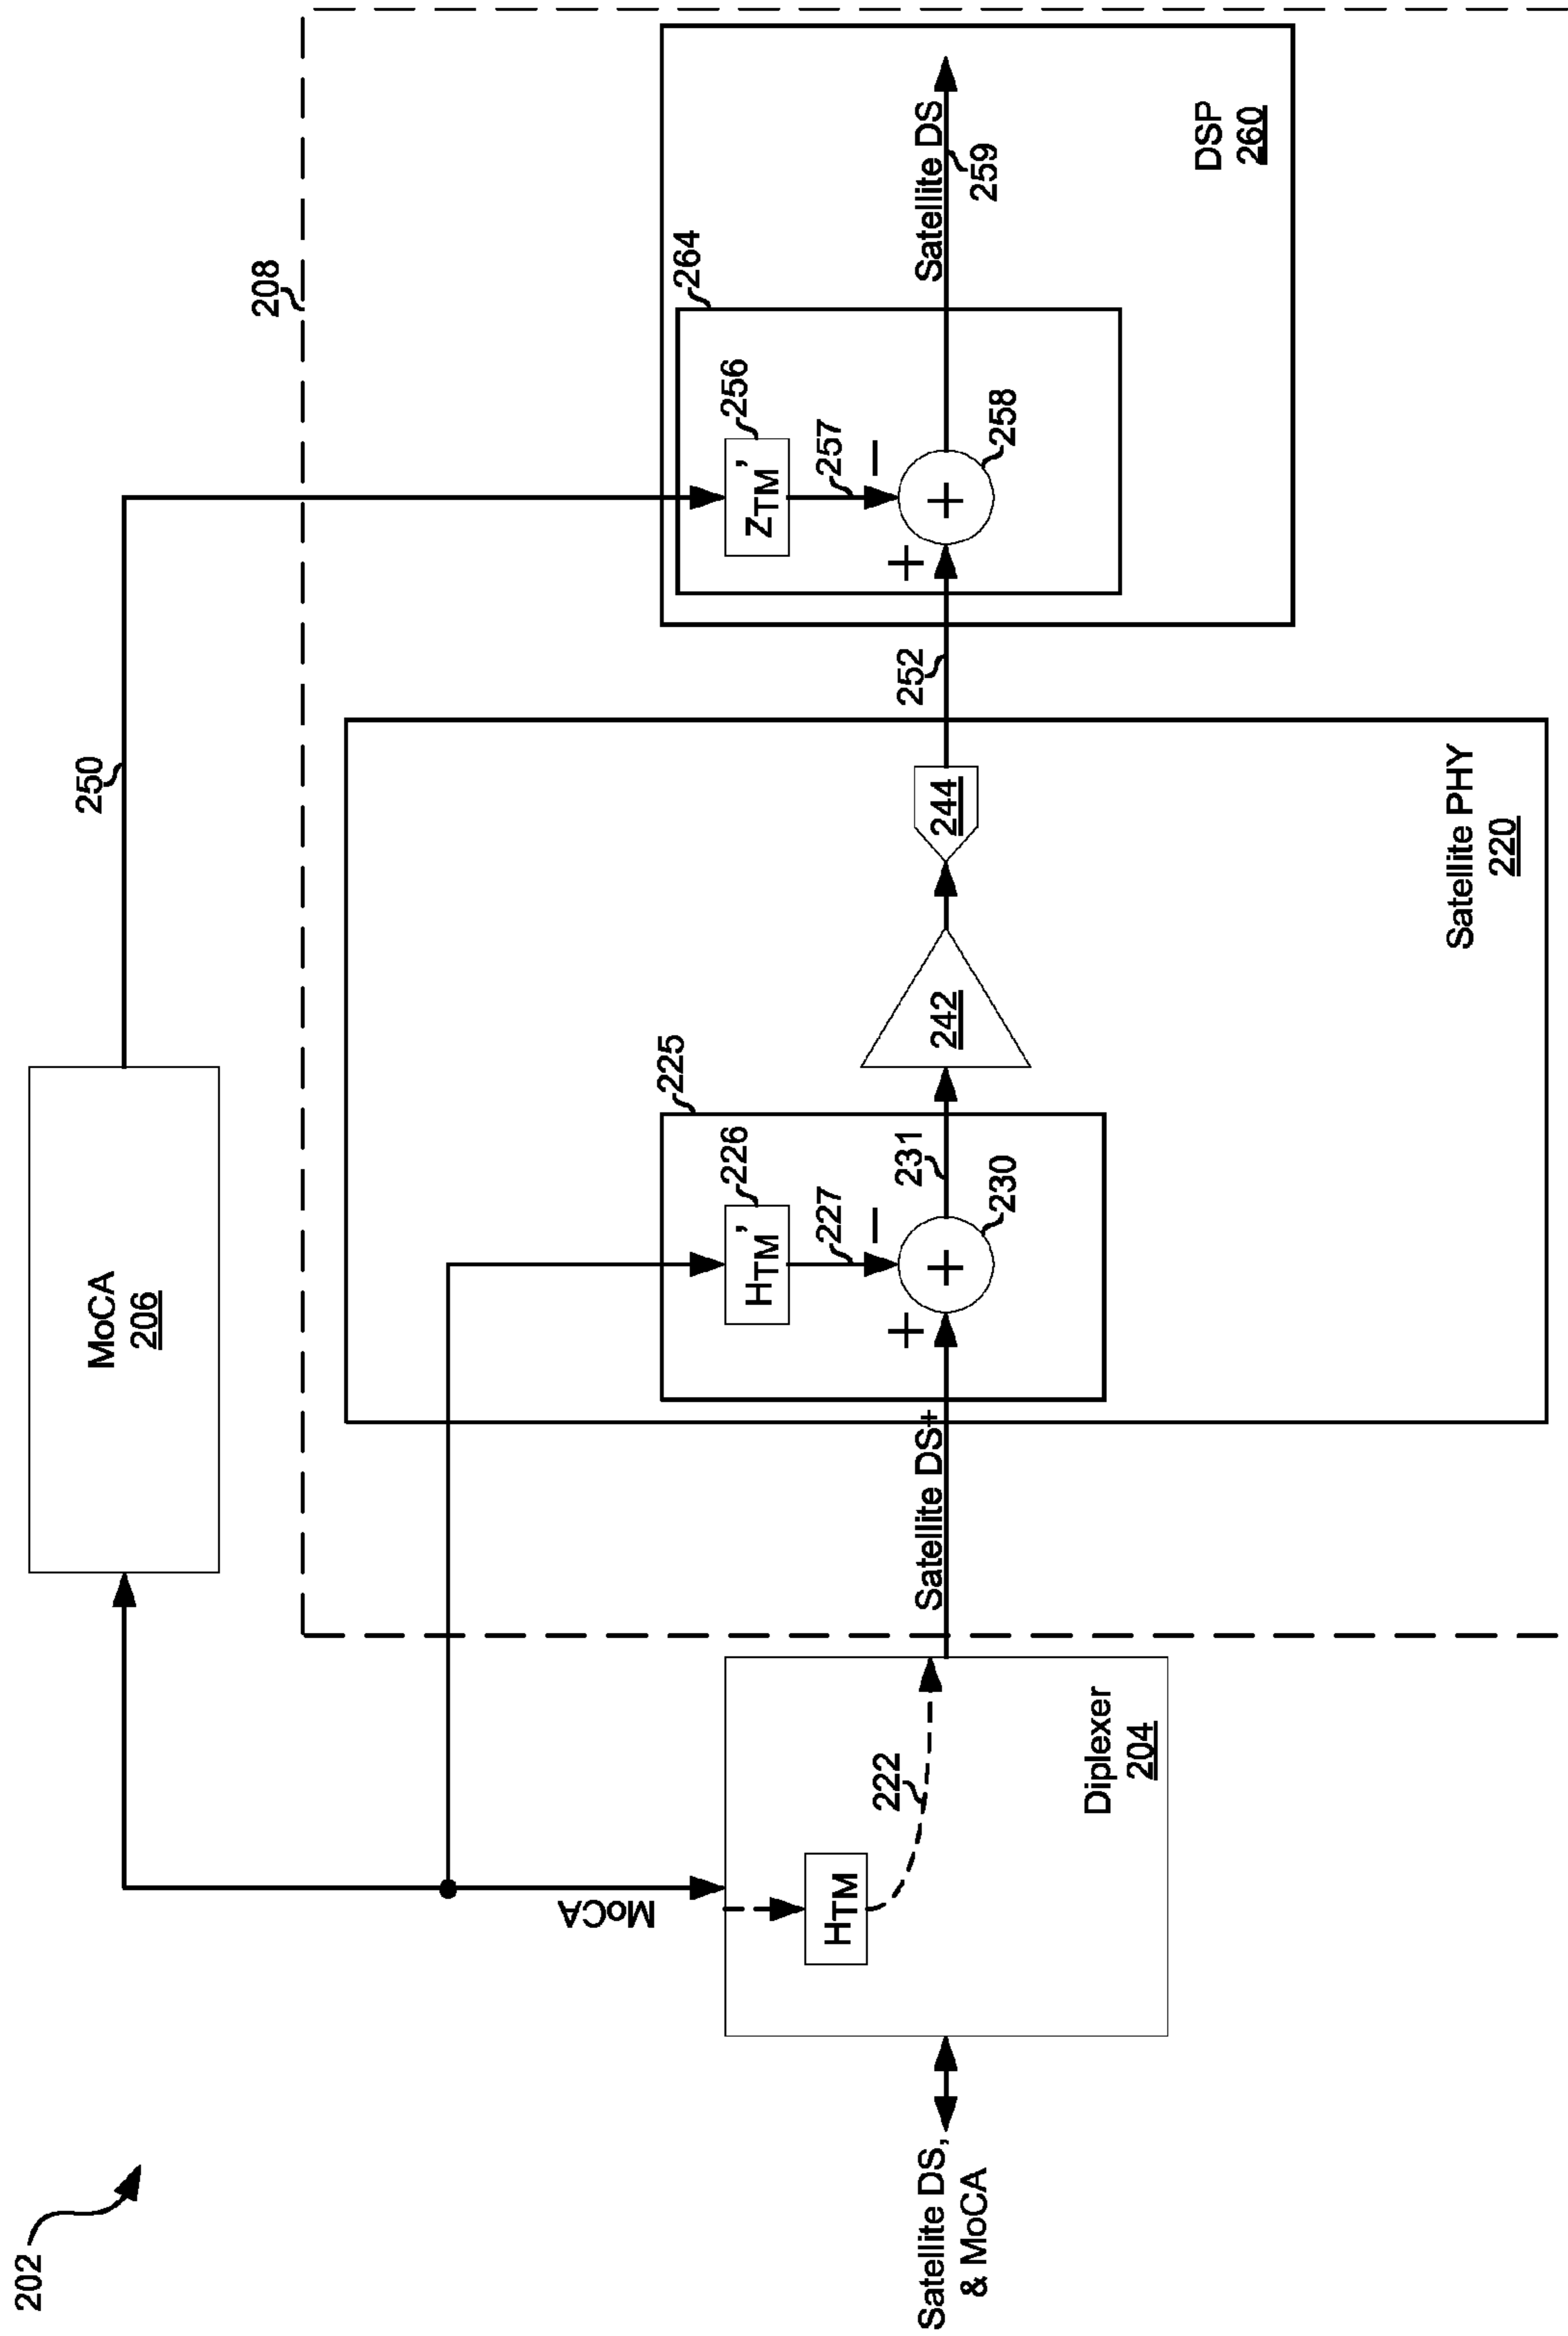 202
MoCA
206
250
208
MoCA
Satellite DS,
& MoCA
HTM
222
Diplexer
204
Satellite DS+
225
HTM'
226
227
−
+
+
230
231
242
244
Satellite PHY
220
252
264
ZTM'
256
257
−
+
+
258
Satellite DS
259
DSP
260